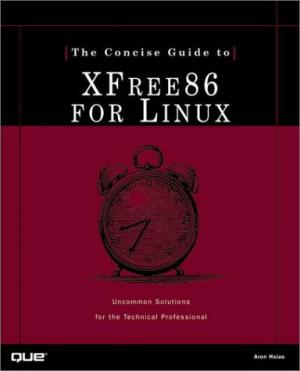 {The Concise Guide to}
XFREE86
FOR LINUX
Uncommon Solutions
for the Technical Professional
que
Aron Hsiao